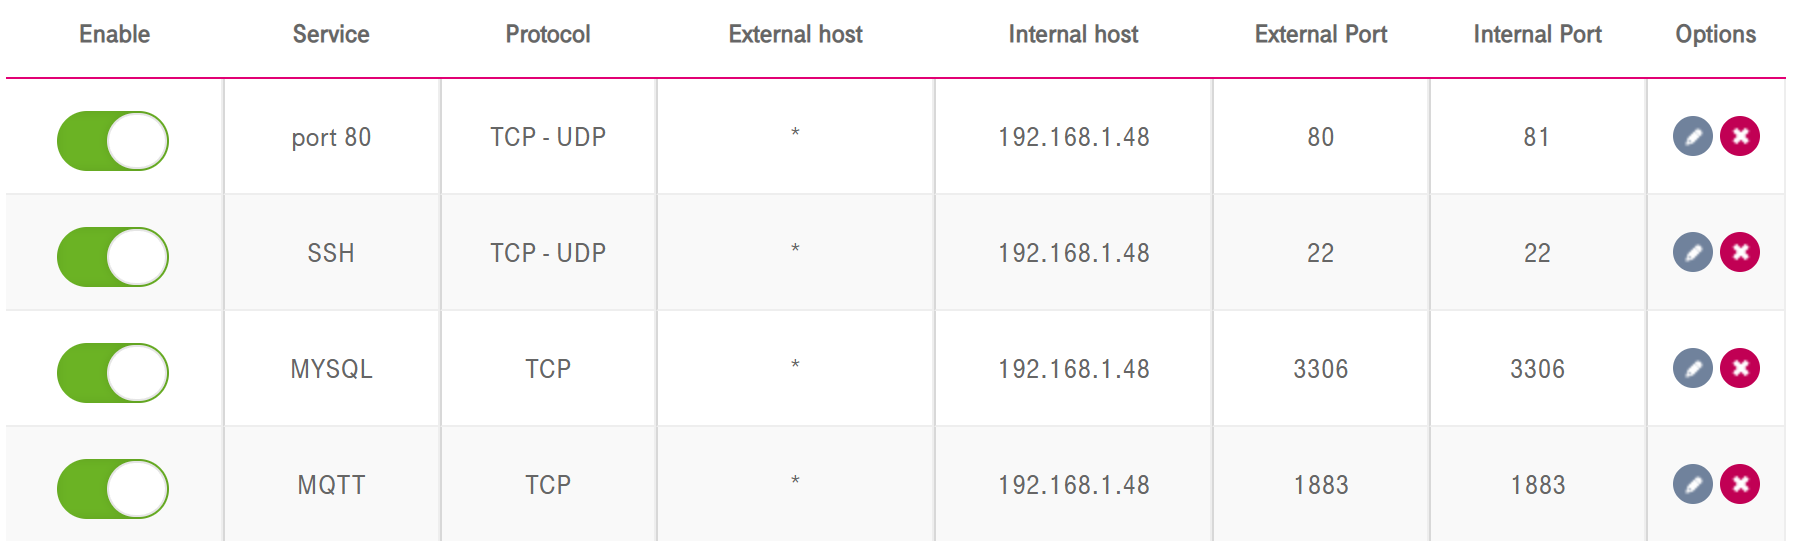 Enable Service Protocol External host Internal host External Port Internal Port Options
port 80 TCP - UDP * 192.168.1.48 80 81
SSH TCP - UDP * 192.168.1.48 22 22
MYSQL TCP * 192.168.1.48 3306 3306
MQTT TCP * 192.168.1.48 1883 1883